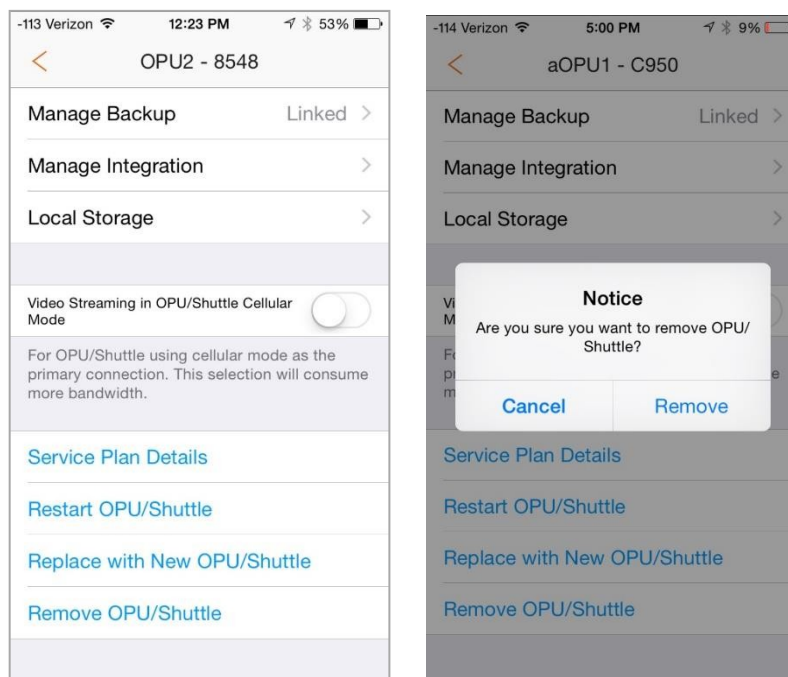 -113 Verizon 12:23 PM 53%
OPU2 - 8548
Manage Backup Linked
Manage Integration
Local Storage
Video Streaming in OPU/Shuttle Cellular
Mode
For OPU/Shuttle using cellular mode as the
primary connection. This selection will consume
more bandwidth.
Service Plan Details
Restart OPU/Shuttle
Replace with New OPU/Shuttle
Remove OPU/Shuttle
-114 Verizon 5:00 PM 9%
aOPU1 - C950
Manage Backup Linked
Manage Integration
Local Storage
Notice
Are you sure you want to remove OPU/
Shuttle?
Cancel Remove
Service Plan Details
Restart OPU/Shuttle
Replace with New OPU/Shuttle
Remove OPU/Shuttle